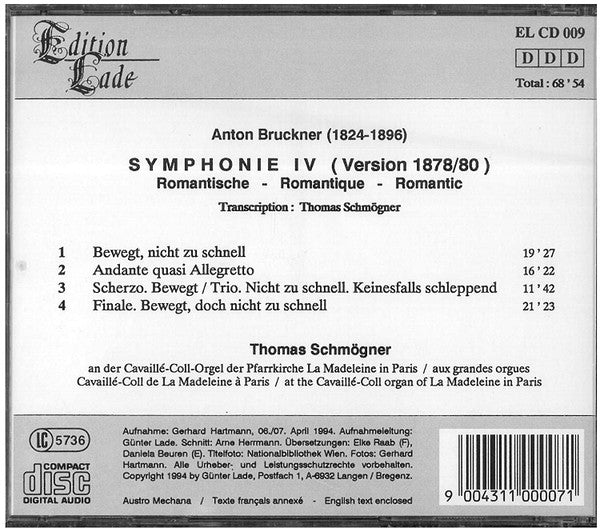 Edition
Lade
EL CD 009
D D D
Total: 68'54
Anton Bruckner (1824-1896)
SYMPHONIE IV (Version 1878/80)
Romantische - Romantique - Romantic
Transcription: Thomas Schmögner
1 Bewegt, nicht zu schnell 19'27
2 Andante quasi Allegretto 16'22
3 Scherzo. Bewegt / Trio. Nicht zu schnell. Keinesfalls schleppend 11'42
4 Finale. Bewegt, doch nicht zu schnell 21'23
Thomas Schmögner
an der Cavaillé-Coll-Orgel der Pfarrkirche La Madeleine in Paris / aux grandes orgues
Cavaillé-Coll de La Madeleine à Paris / at the Cavaillé-Coll organ of La Madeleine in Paris
LC 5736
COMPACT
disc
DIGITAL AUDIO
Aufnahme: Gerhard Hartmann, 06./07. April 1994. Aufnahmeleitung:
Günter Lade. Schnitt: Arne Herrmann. Übersetzungen: Elke Raab (F),
Daniela Beuren (E). Titelfoto: Nationalbibliothek Wien. Fotos: Gerhard
Hartmann. Alle Urheber- und Leistungsschutzrechte vorbehalten.
Copyright 1994 by Günter Lade, Postfach 1, A-6932 Langen / Bregenz.
Austro Mechana / Texte français annexé - English text enclosed
9 004311 000071